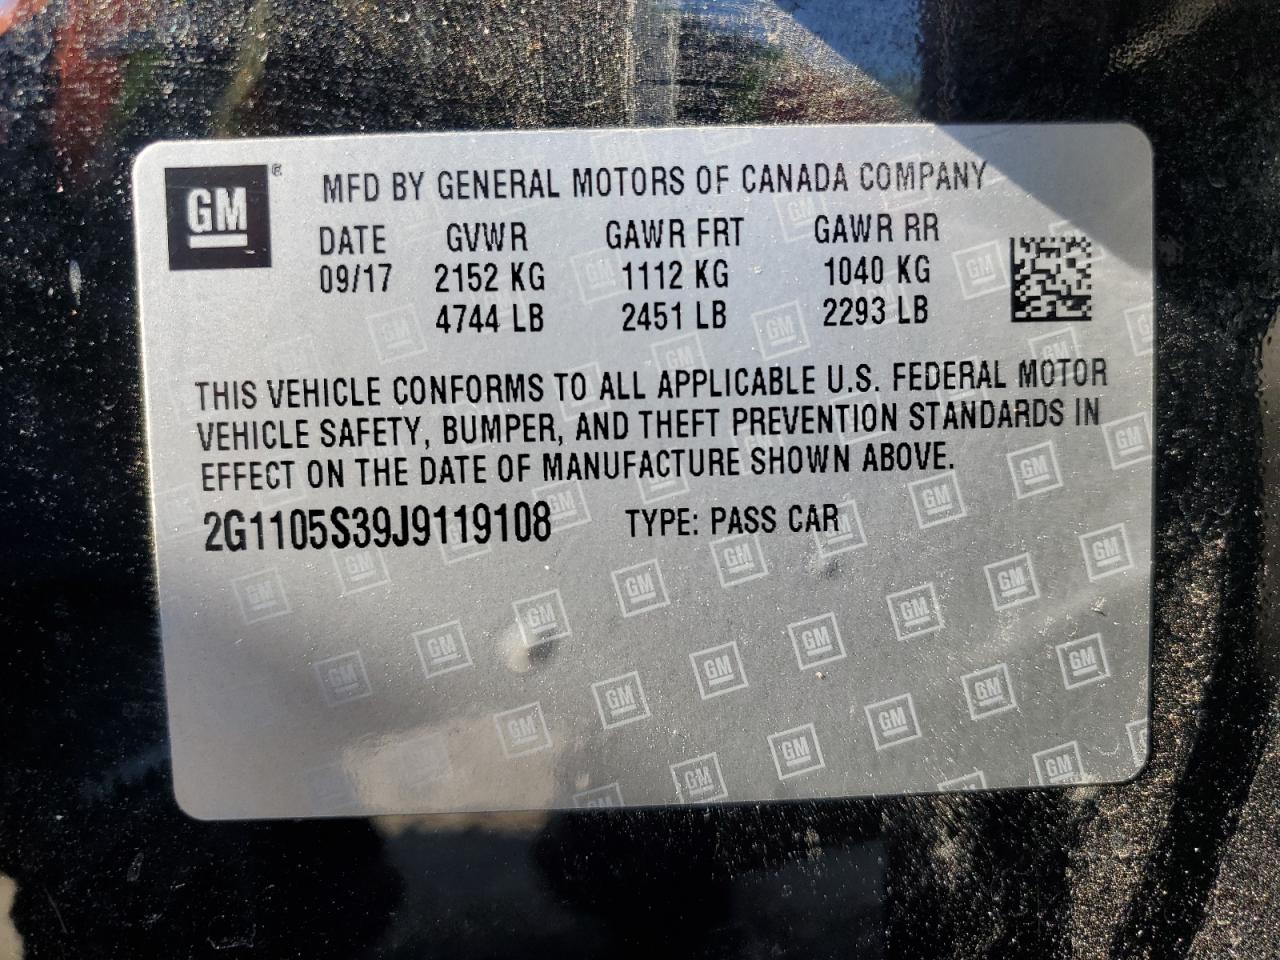 GM ® MFD BY GENERAL MOTORS OF CANADA COMPANY
DATE GVWR GAWR FRT GAWR RR
09/17 2152 KG 1112 KG 1040 KG
4744 LB 2451 LB 2293 LB
THIS VEHICLE CONFORMS TO ALL APPLICABLE U.S. FEDERAL MOTOR
VEHICLE SAFETY, BUMPER, AND THEFT PREVENTION STANDARDS IN
EFFECT ON THE DATE OF MANUFACTURE SHOWN ABOVE.
2G1105S39J9119108 TYPE: PASS CAR